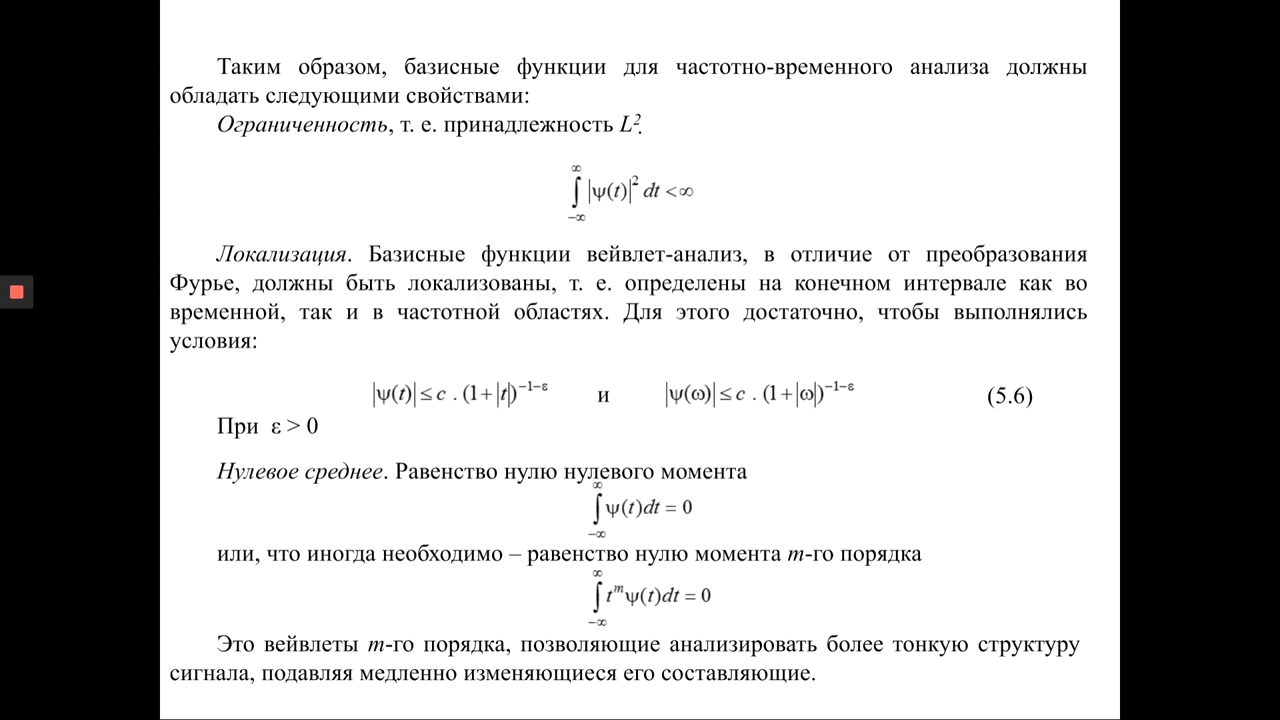 Таким образом, базисные функции для частотно-временного анализа должны
обладать следующими свойствами:
Ограниченность, т. е. принадлежность L².
∫_{−∞}^{∞} |ψ(t)|² dt < ∞
Локализация. Базисные функции вейвлет-анализ, в отличие от преобразования
Фурье, должны быть локализованы, т. е. определены на конечном интервале как во
временной, так и в частотной областях. Для этого достаточно, чтобы выполнялись
условия:
|ψ(t)| ≤ c . (1+|t|)^{−1−ε} и |ψ(ω)| ≤ c . (1+|ω|)^{−1−ε} (5.6)
При ε > 0
Нулевое среднее. Равенство нулю нулевого момента
∫_{−∞}^{∞} ψ(t)dt = 0
или, что иногда необходимо – равенство нулю момента m-го порядка
∫_{−∞}^{∞} t^m ψ(t)dt = 0
Это вейвлеты m-го порядка, позволяющие анализировать более тонкую структуру
сигнала, подавляя медленно изменяющиеся его составляющие.